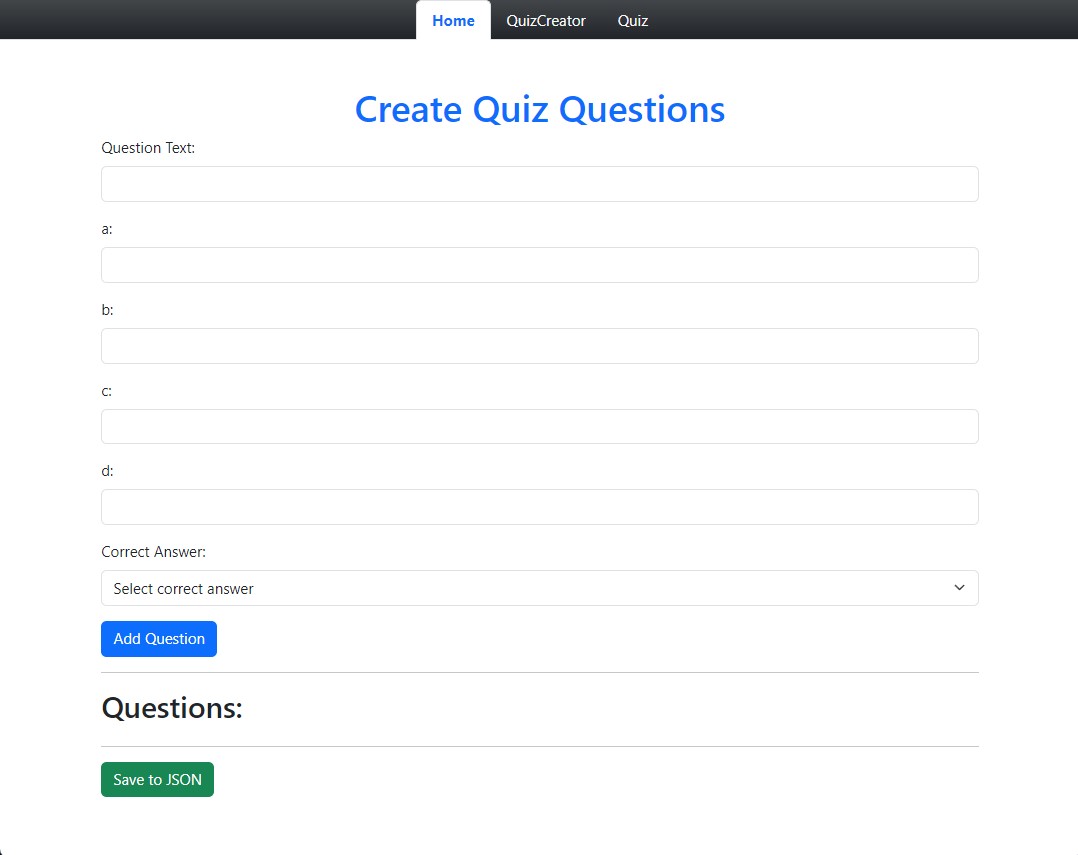 Home QuizCreator Quiz
Create Quiz Questions
Question Text:
a:
b:
c:
d:
Correct Answer:
Select correct answer
Add Question
Questions:
Save to JSON